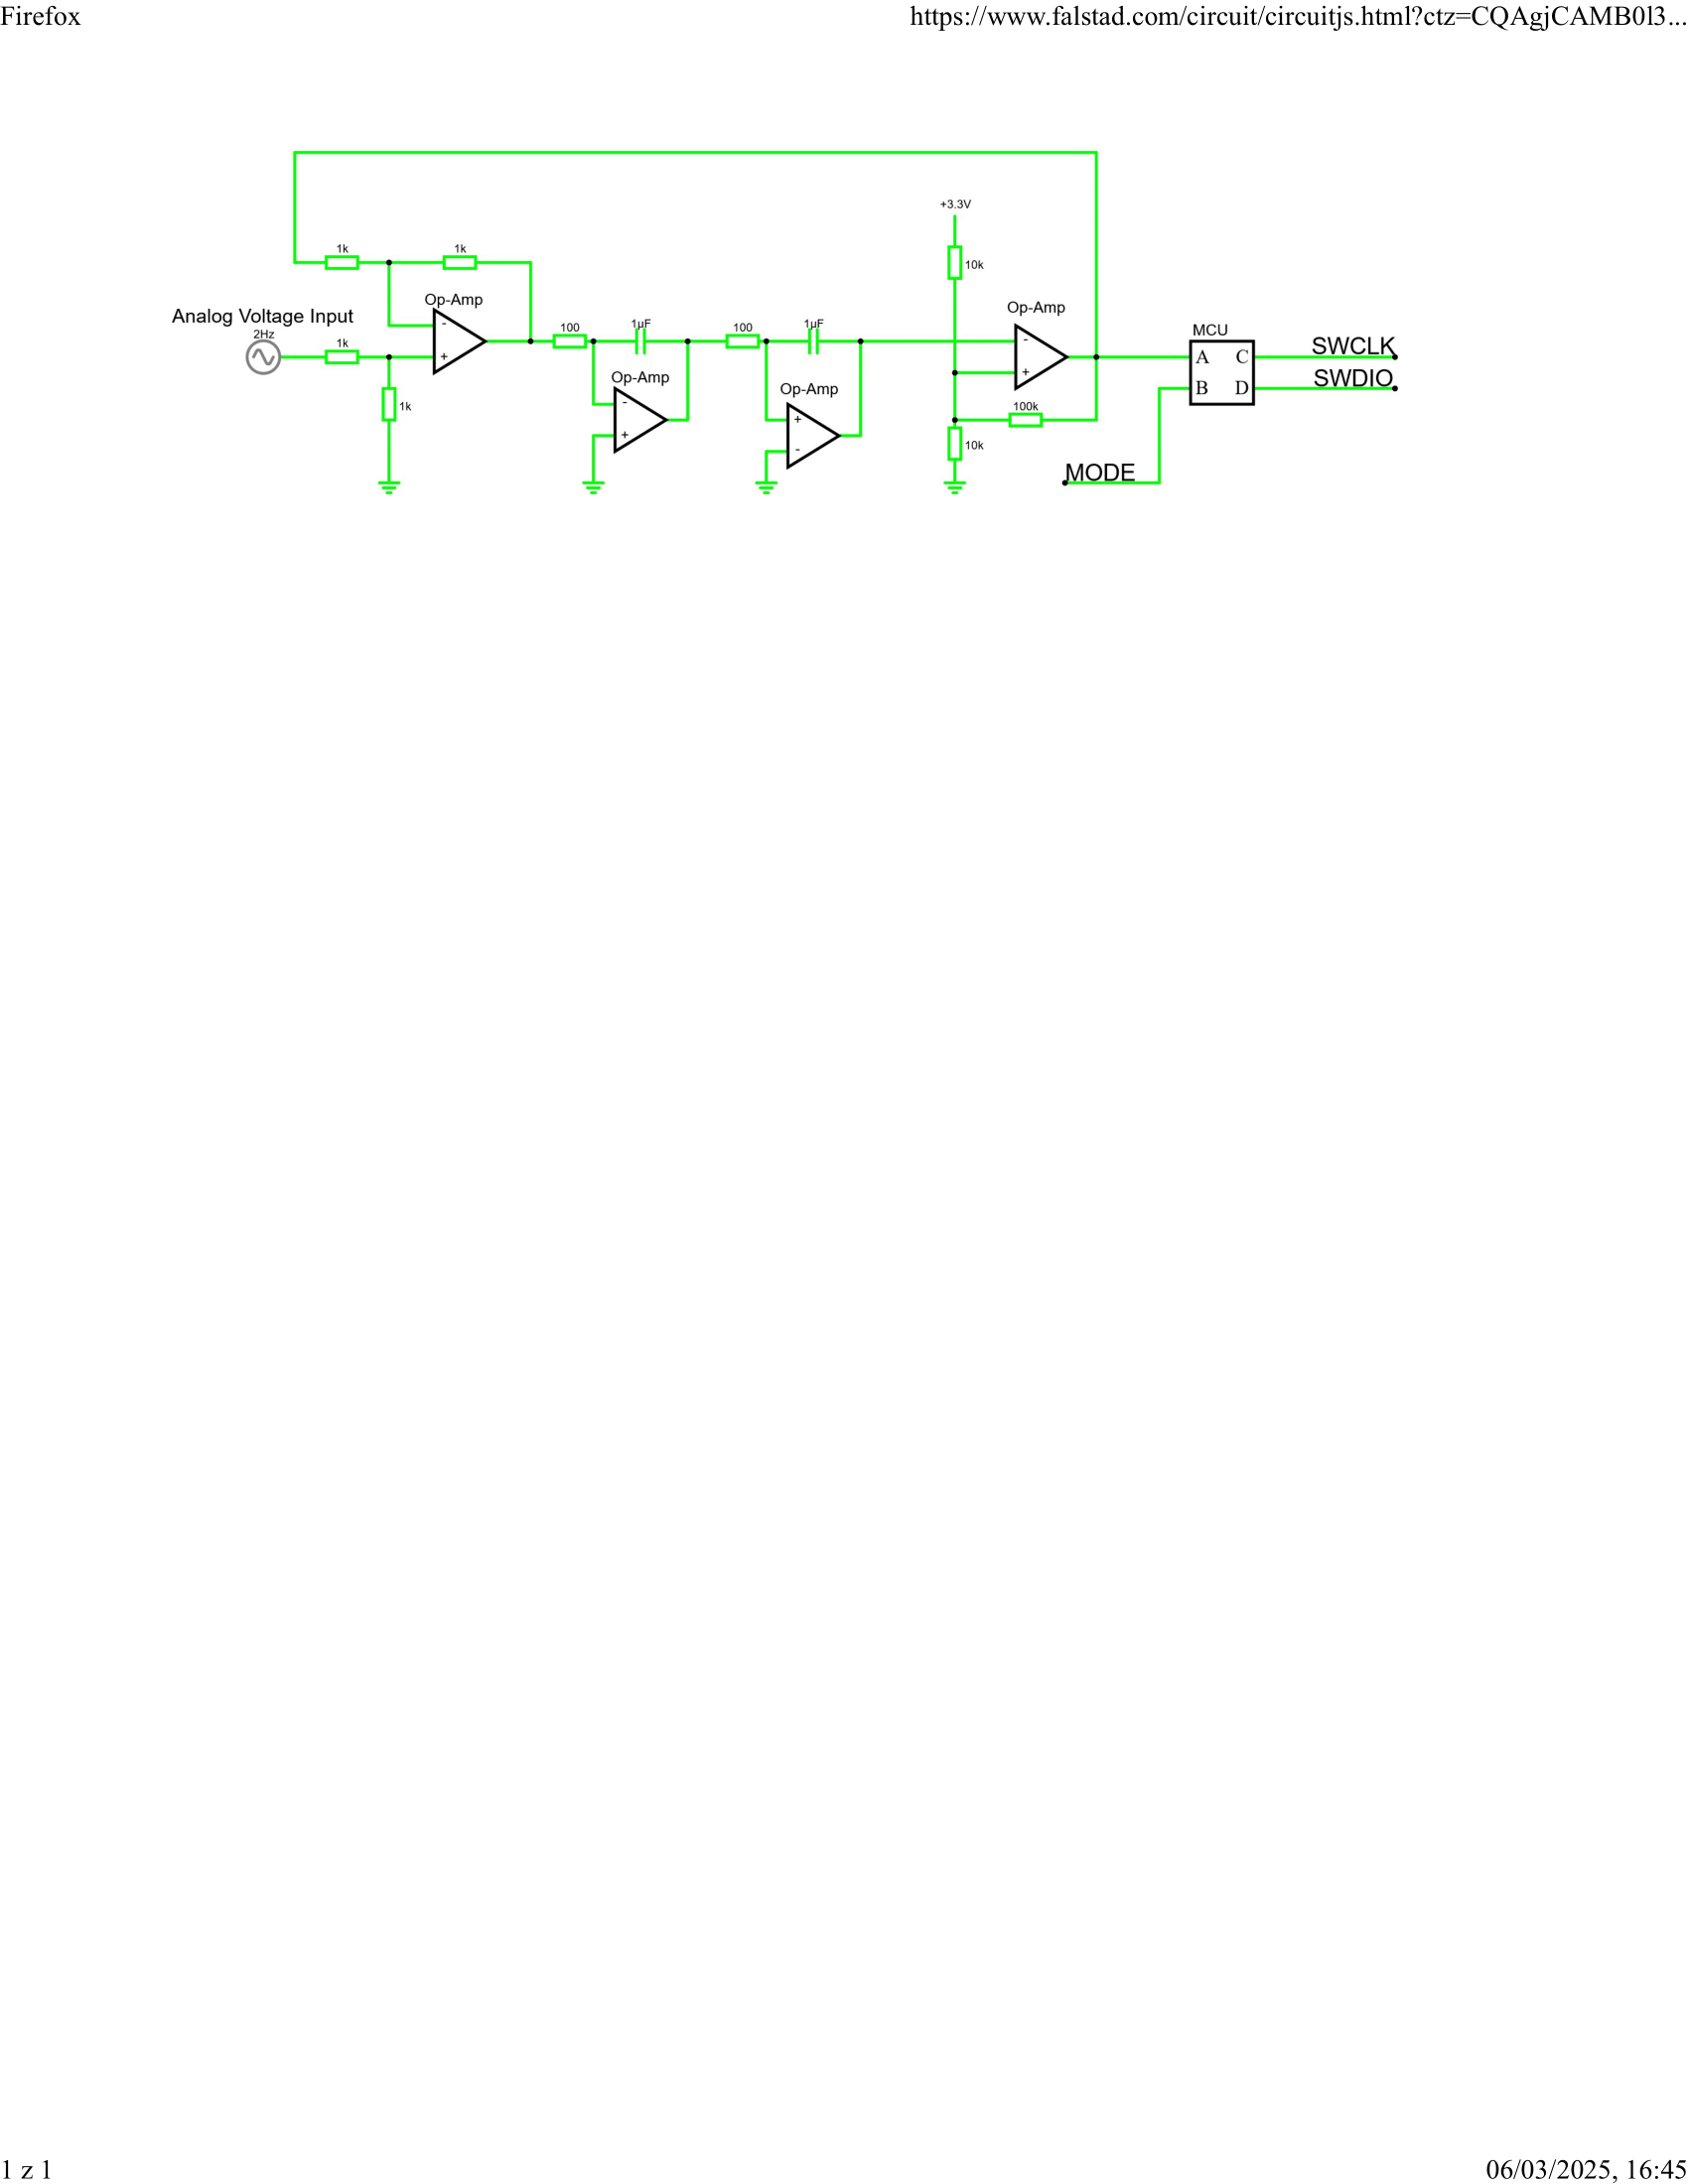 Firefox
https://www.falstad.com/circuit/circuitjs.html?ctz=CQAgjCAMB0l3...
+3.3V
1k
1k
10k
Op-Amp
Op-Amp
Analog Voltage Input
2Hz
1k
-
+
100
1µF
100
1µF
-
+
MCU
A
C
SWCLK
B
D
SWDIO
Op-Amp
-
+
Op-Amp
+
-
1k
100k
10k
MODE
1 z 1
06/03/2025, 16:45